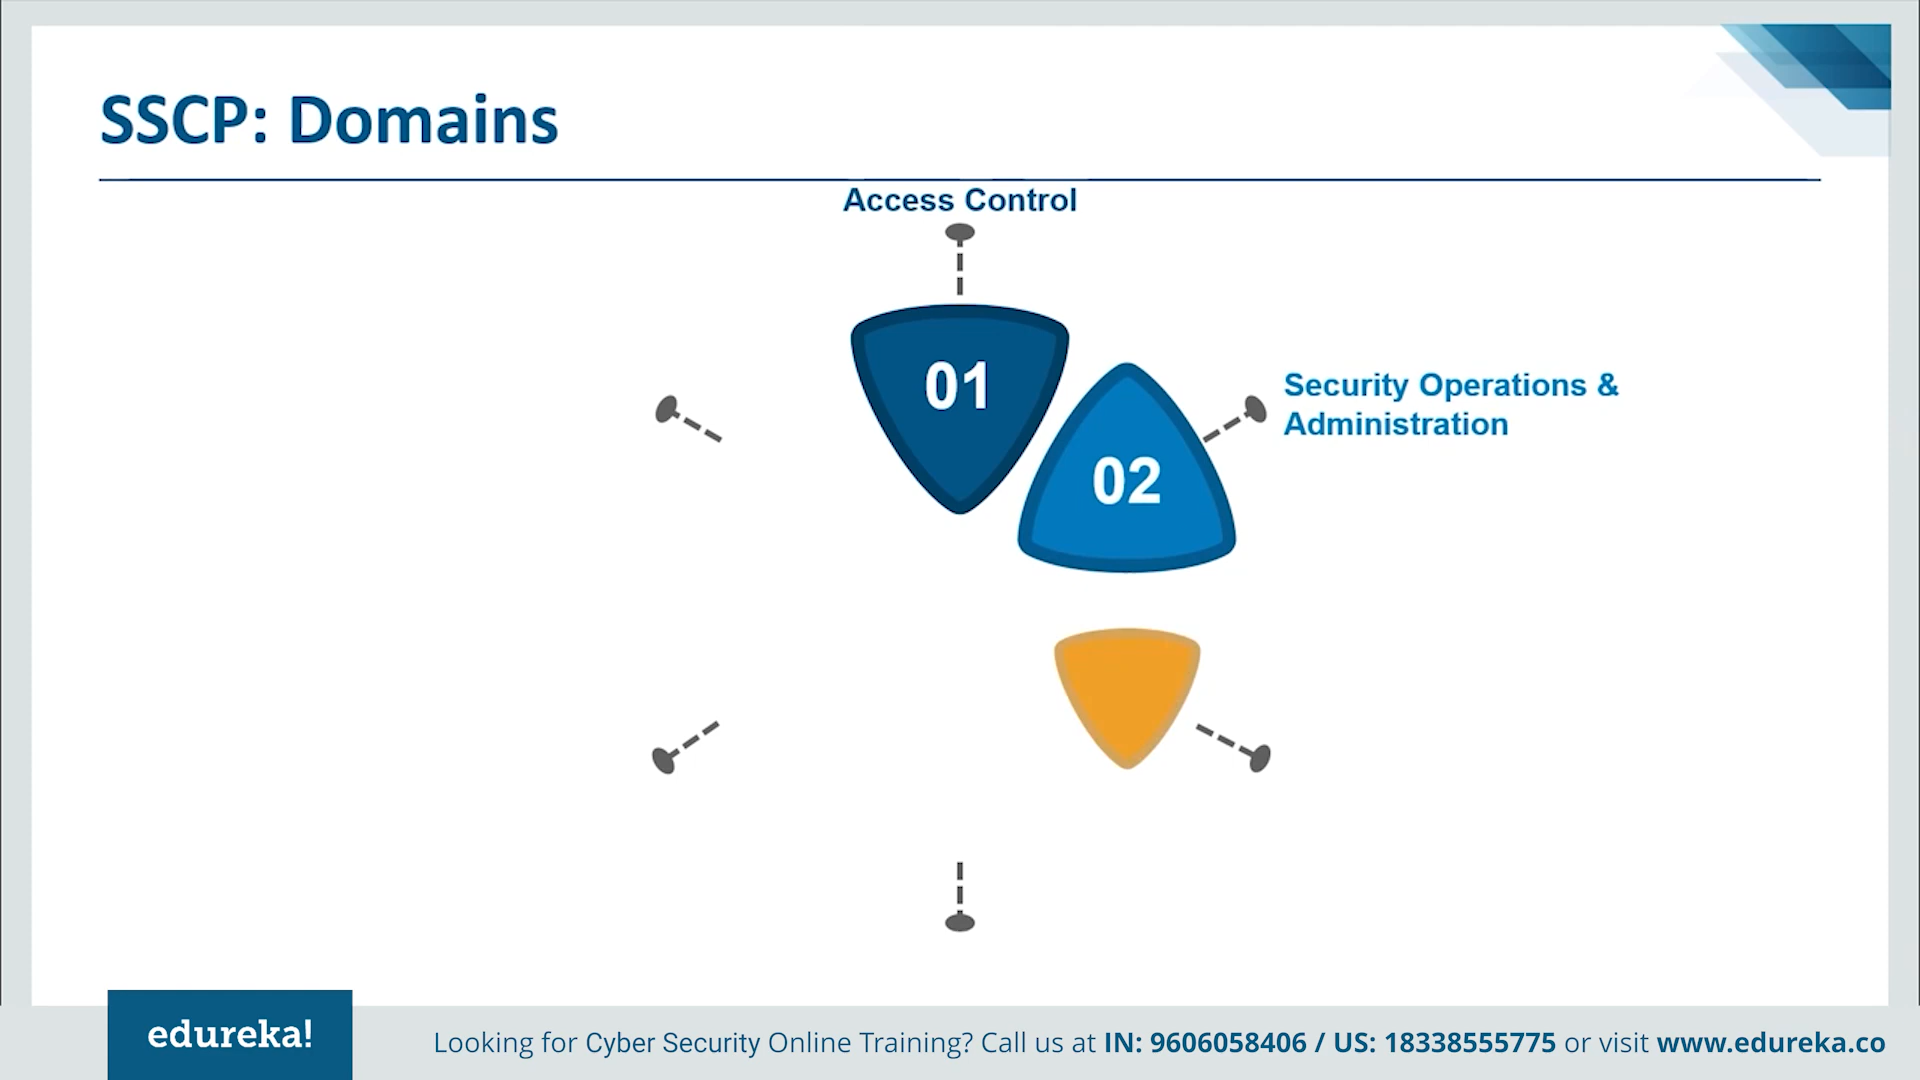 SSCP: Domains
Access Control
01
02
Security Operations &
Administration
edureka!
Looking for Cyber Security Online Training? Call us at IN: 9606058406 / US: 18338555775 or visit www.edureka.co